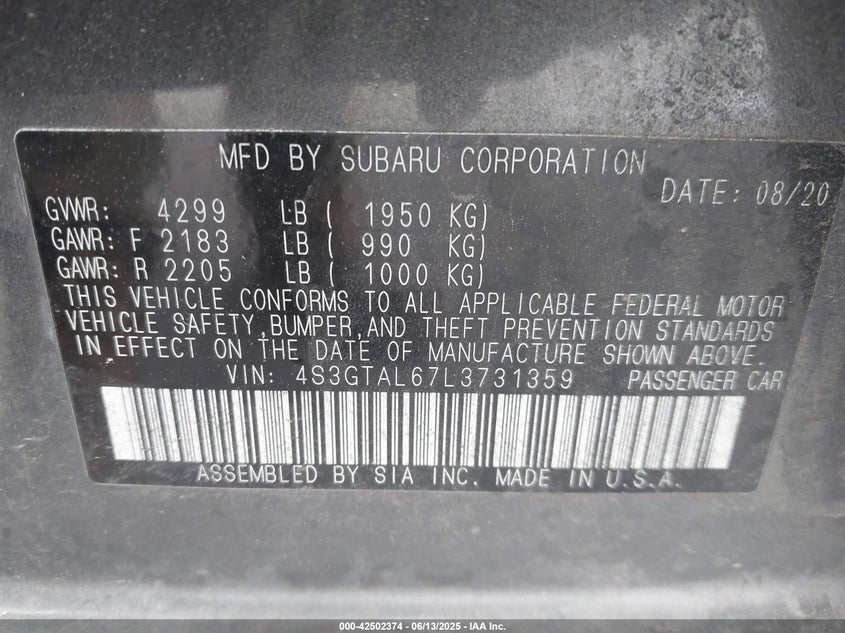 MFD BY SUBARU CORPORATION
DATE: 08/20
GVWR: 4299 LB ( 1950 KG)
GAWR: F 2183 LB ( 990 KG)
GAWR: R 2205 LB ( 1000 KG)
THIS VEHICLE CONFORMS TO ALL APPLICABLE FEDERAL MOTOR
VEHICLE SAFETY, BUMPER, AND THEFT PREVENTION STANDARDS
IN EFFECT ON THE DATE OF MANUFACTURE SHOWN ABOVE.
VIN: 4S3GTAL67L3731359 PASSENGER CAR
ASSEMBLED BY SIA INC. MADE IN U.S.A.
000-42502374 - 06/13/2025 - IAA Inc.